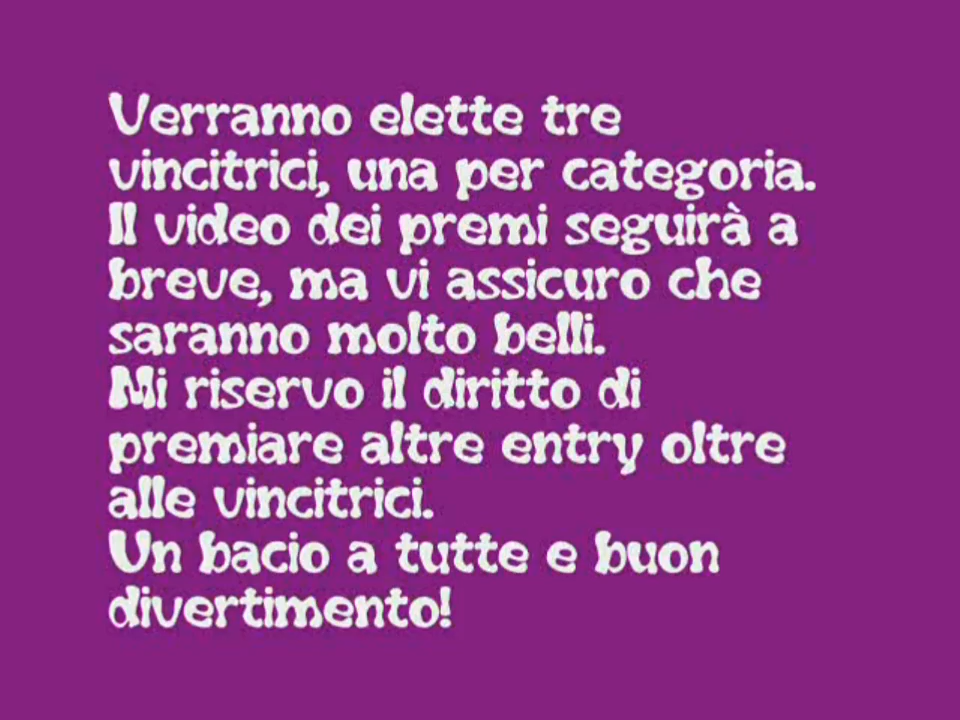 Verranno elette tre
vincitrici, una per categoria.
Il video dei premi seguirà a
breve, ma vi assicuro che
saranno molto belli.
Mi riservo il diritto di
premiare altre entry oltre
alle vincitrici.
Un bacio a tutte e buon
divertimento!